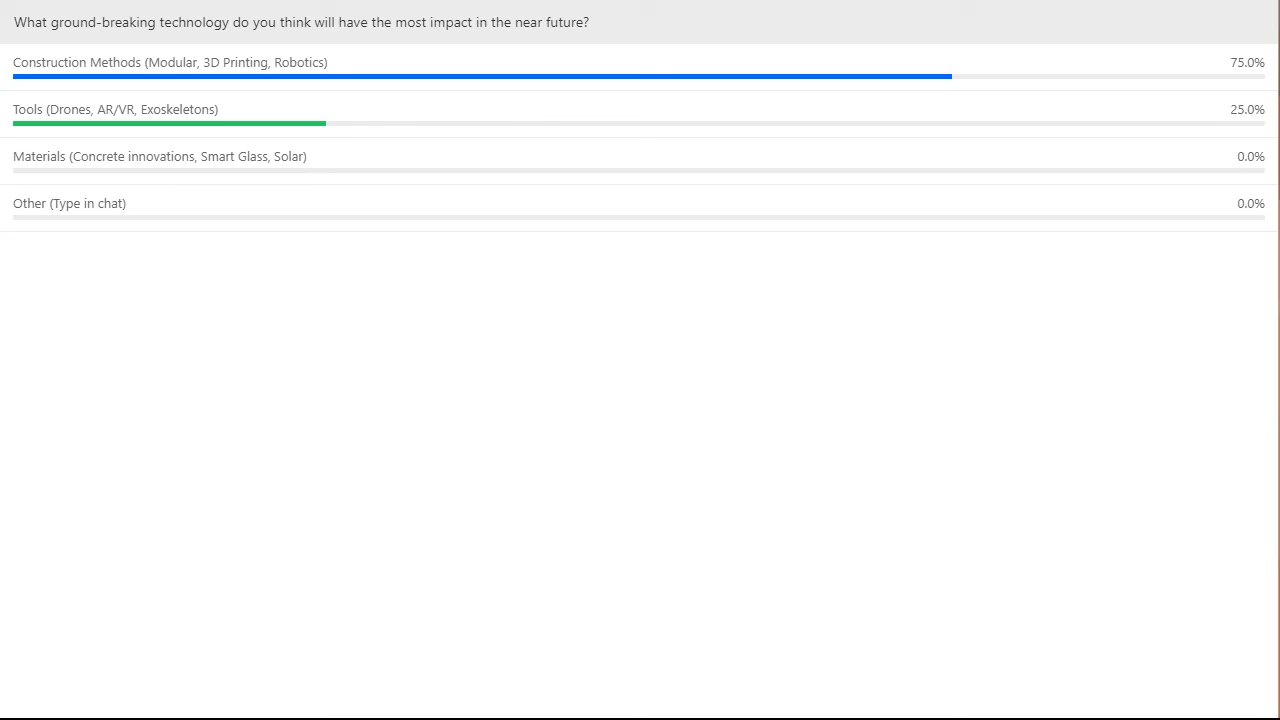 What ground-breaking technology do you think will have the most impact in the near future?
Construction Methods (Modular, 3D Printing, Robotics) 75.0%
Tools (Drones, AR/VR, Exoskeletons) 25.0%
Materials (Concrete innovations, Smart Glass, Solar) 0.0%
Other (Type in chat) 0.0%